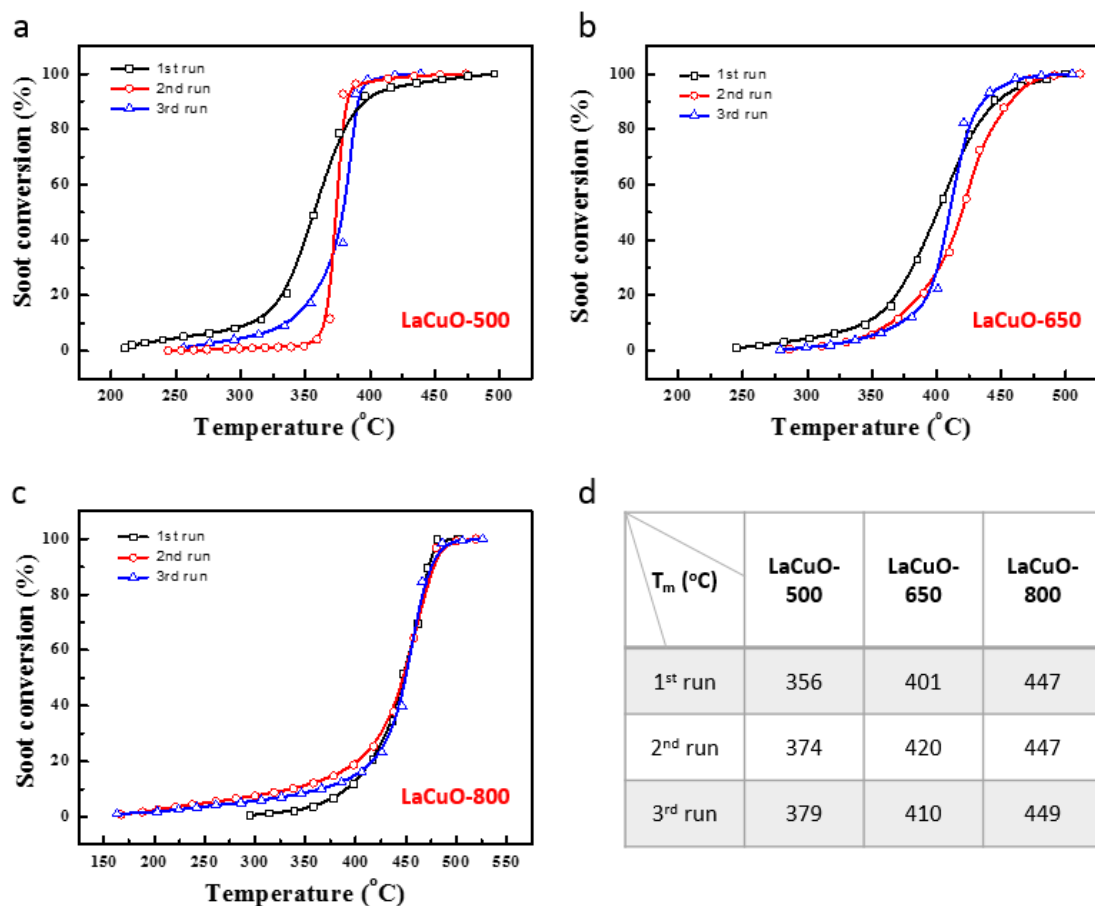 a
100
80
60
40
20
0
Soot conversion (%)
1st run
2nd run
3rd run
LaCuO-500
200 250 300 350 400 450 500
Temperature (°C)
b
100
80
60
40
20
0
Soot conversion (%)
1st run
2nd run
3rd run
LaCuO-650
200 250 300 350 400 450 500
Temperature (°C)
c
100
80
60
40
20
0
Soot conversion (%)
1st run
2nd run
3rd run
LaCuO-800
150 200 250 300 350 400 450 500 550
Temperature (°C)
d
Tm (°C) LaCuO-500 LaCuO-650 LaCuO-800
1st run 356 401 447
2nd run 374 420 447
3rd run 379 410 449